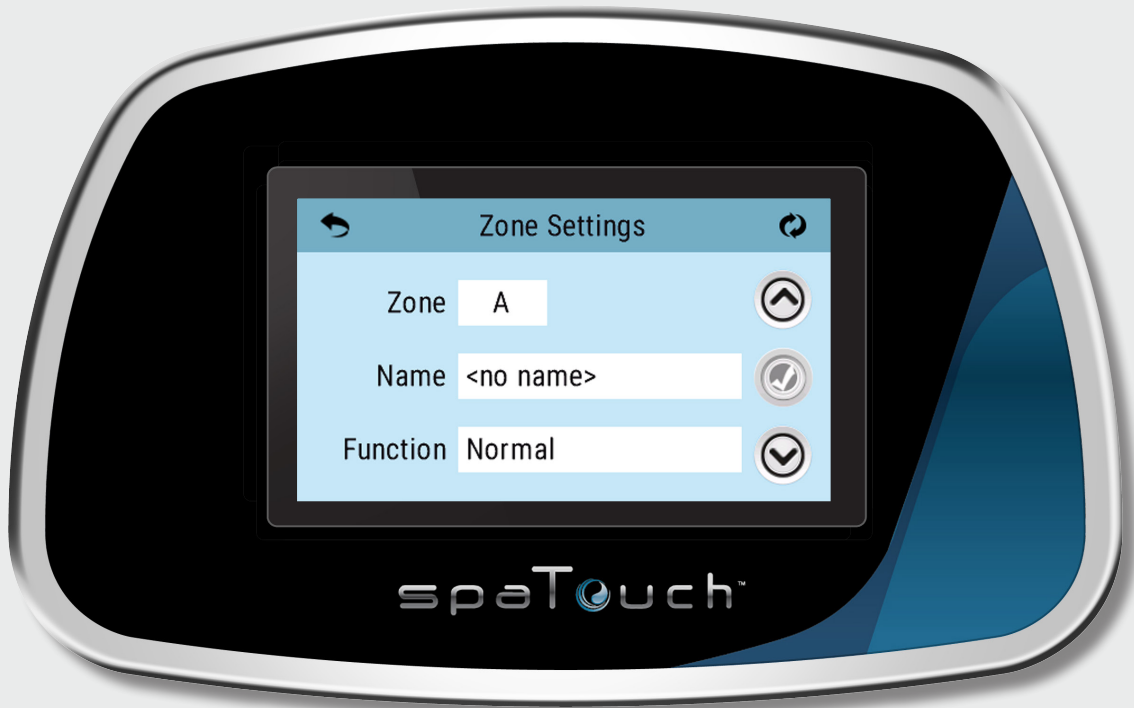 Zone Settings
Zone A
Name <no name>
Function Normal
spaTouch™